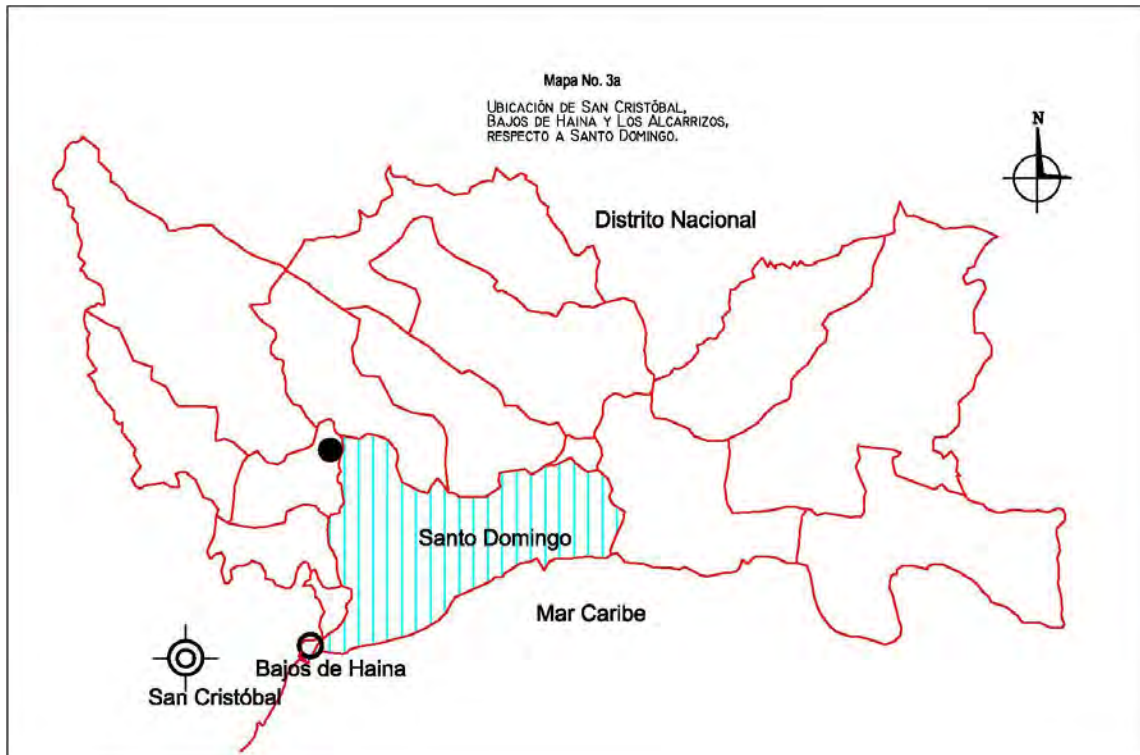 Mapa No. 3a
UBICACIÓN DE SAN CRISTÓBAL,
BAJOS DE HAINA Y LOS ALCARRIZOS,
RESPECTO A SANTO DOMINGO.
N
Distrito Nacional
Santo Domingo
Mar Caribe
Bajos de Haina
San Cristóbal